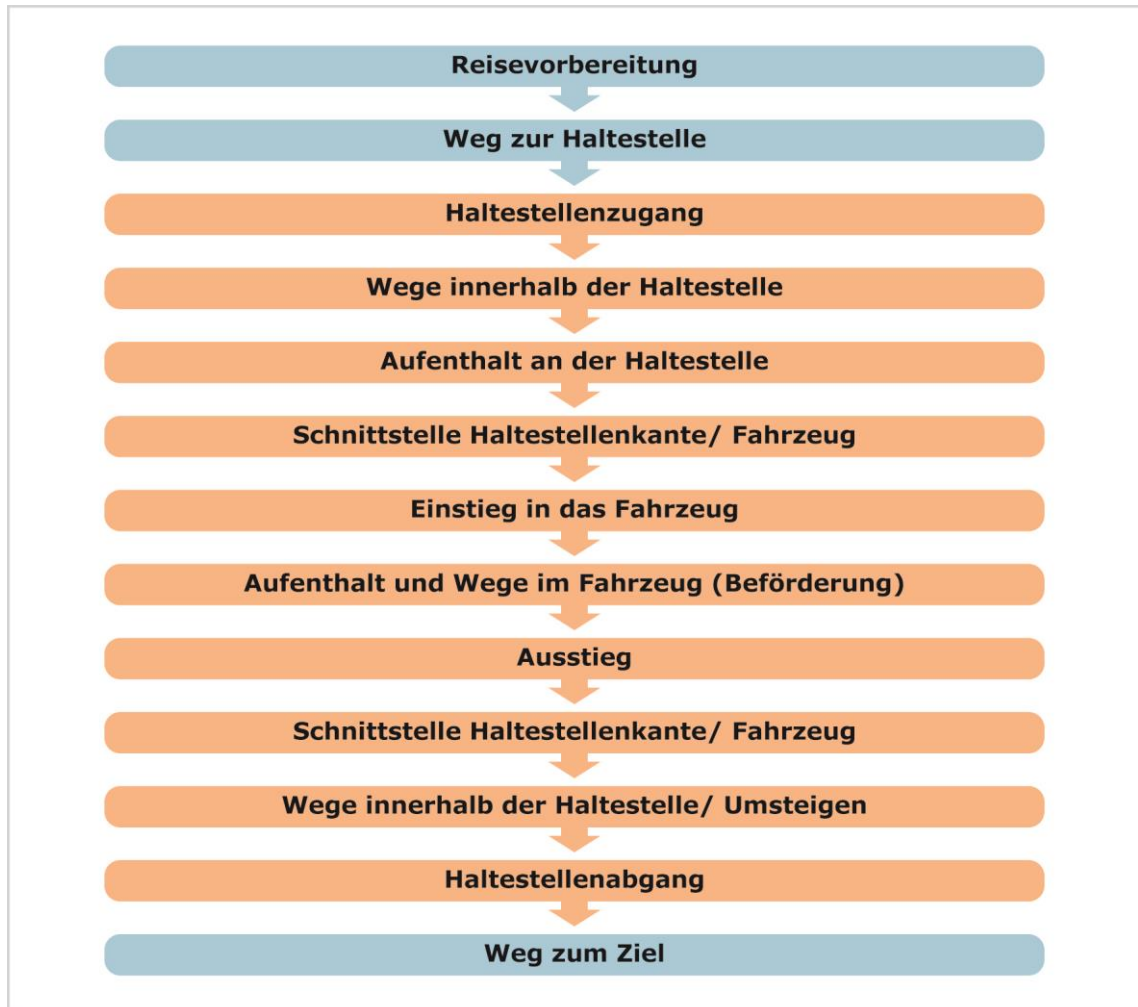 Reisevorbereitung
Weg zur Haltestelle
Haltestellenzugang
Wege innerhalb der Haltestelle
Aufenthalt an der Haltestelle
Schnittstelle Haltestellenkante/ Fahrzeug
Einstieg in das Fahrzeug
Aufenthalt und Wege im Fahrzeug (Beförderung)
Ausstieg
Schnittstelle Haltestellenkante/ Fahrzeug
Wege innerhalb der Haltestelle/ Umsteigen
Haltestellenabgang
Weg zum Ziel